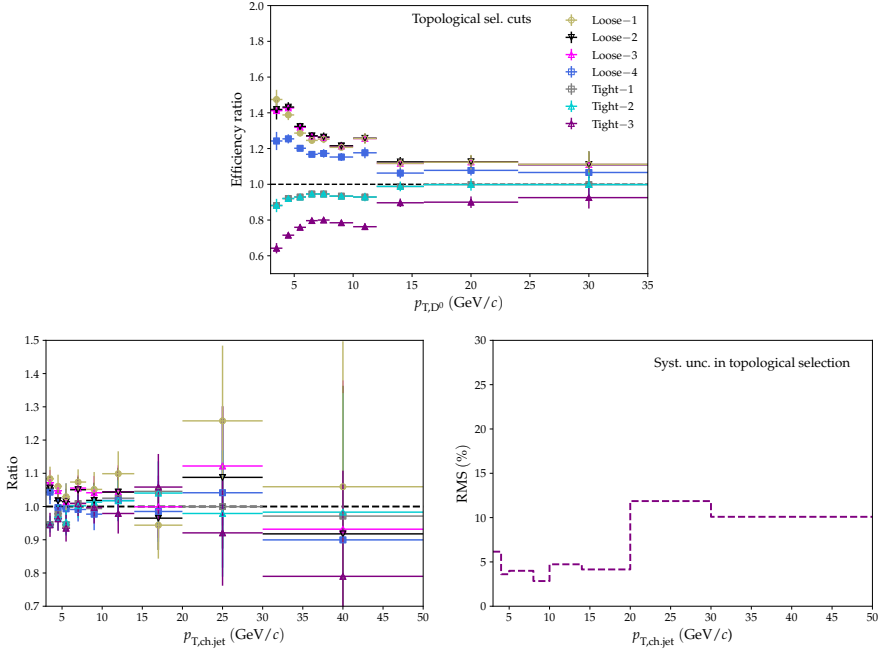 Topological sel. cuts
Loose−1
Loose−2
Loose−3
Loose−4
Tight−1
Tight−2
Tight−3
Efficiency ratio
2.0
1.8
1.6
1.4
1.2
1.0
0.8
0.6
5 10 15 20 25 30 35
p_{T,D^0} (GeV/c)
Ratio
1.5
1.4
1.3
1.2
1.1
1.0
0.9
0.8
0.7
5 10 15 20 25 30 35 40 45 50
p_{T,ch.jet} (GeV/c)
Syst. unc. in topological selection
RMS (%)
30
25
20
15
10
5
0
5 10 15 20 25 30 35 40 45 50
p_{T,ch.jet} (GeV/c)